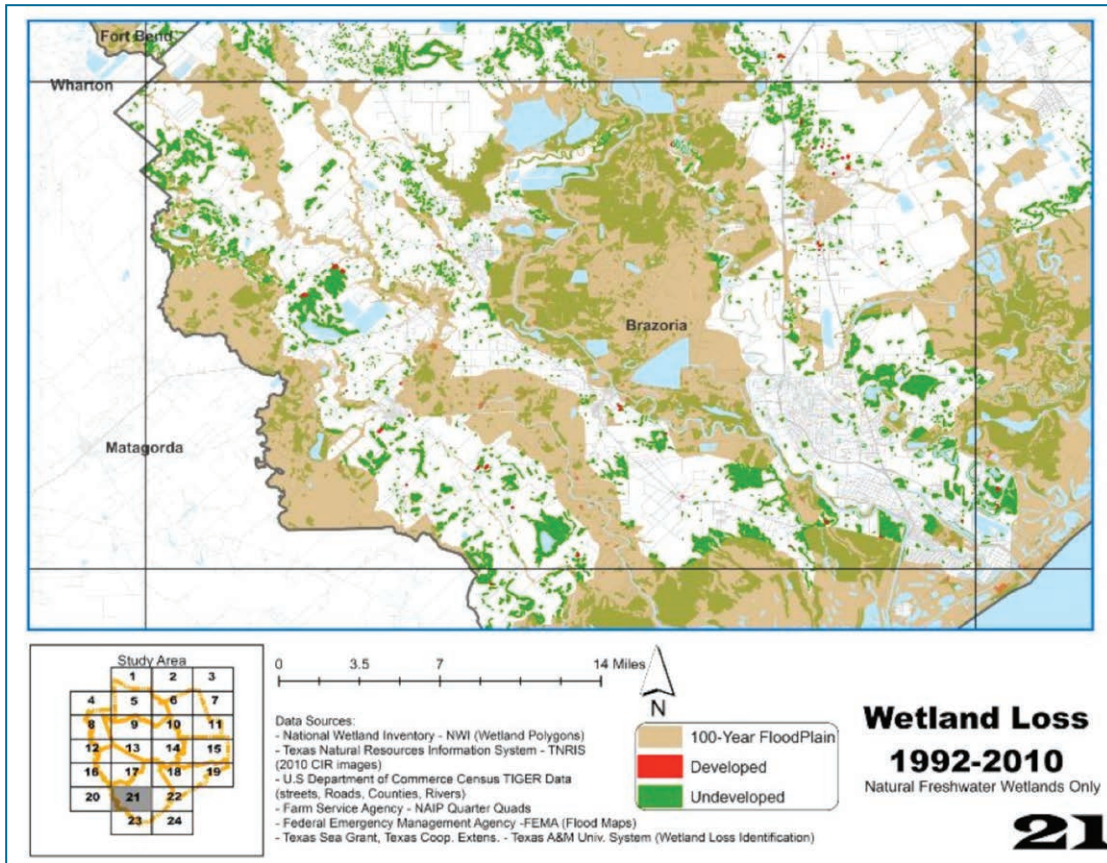 Fort Bend
Wharton
Brazoria
Matagorda
Study Area
1 2 3
4 5 6 7
8 9 10 11
12 13 14 15
16 17 18 19
20 21 22
23 24
0 3.5 7 14 Miles
N
Data Sources:
- National Wetland Inventory - NWI (Wetland Polygons)
- Texas Natural Resources Information System - TNRIS
(2010 CIR images)
- U.S Department of Commerce Census TIGER Data
(streets, Roads, Counties, Rivers)
- Farm Service Agency - NAIP Quarter Quads
- Federal Emergency Management Agency -FEMA (Flood Maps)
- Texas Sea Grant, Texas Coop. Extens. - Texas A&M Univ. System (Wetland Loss Identification)
100-Year FloodPlain
Developed
Undeveloped
Wetland Loss
1992-2010
Natural Freshwater Wetlands Only
21